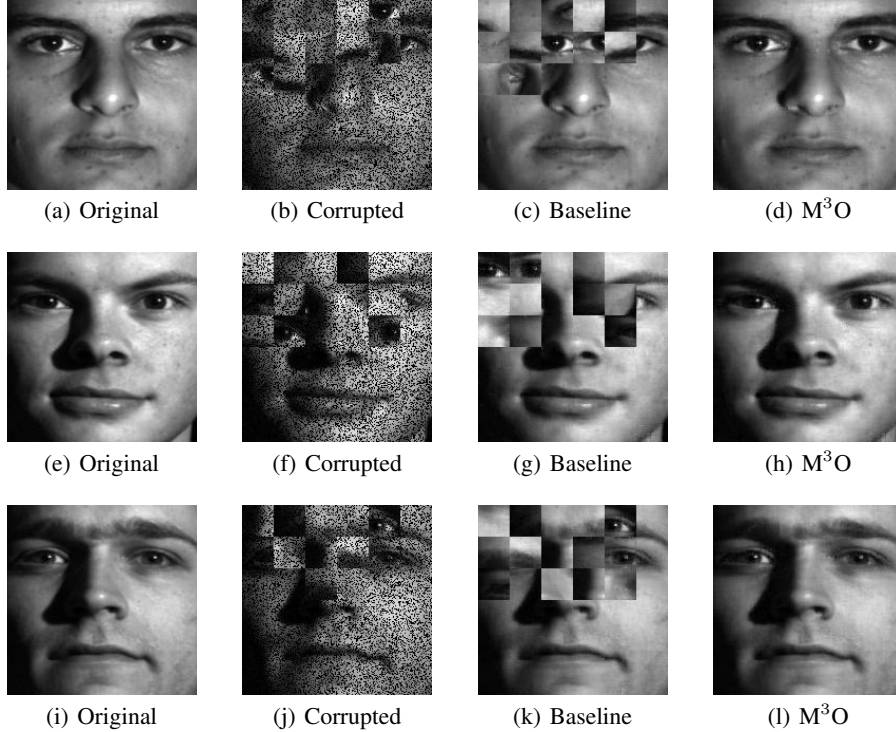 (a) Original (b) Corrupted (c) Baseline (d) M³O
(e) Original (f) Corrupted (g) Baseline (h) M³O
(i) Original (j) Corrupted (k) Baseline (l) M³O